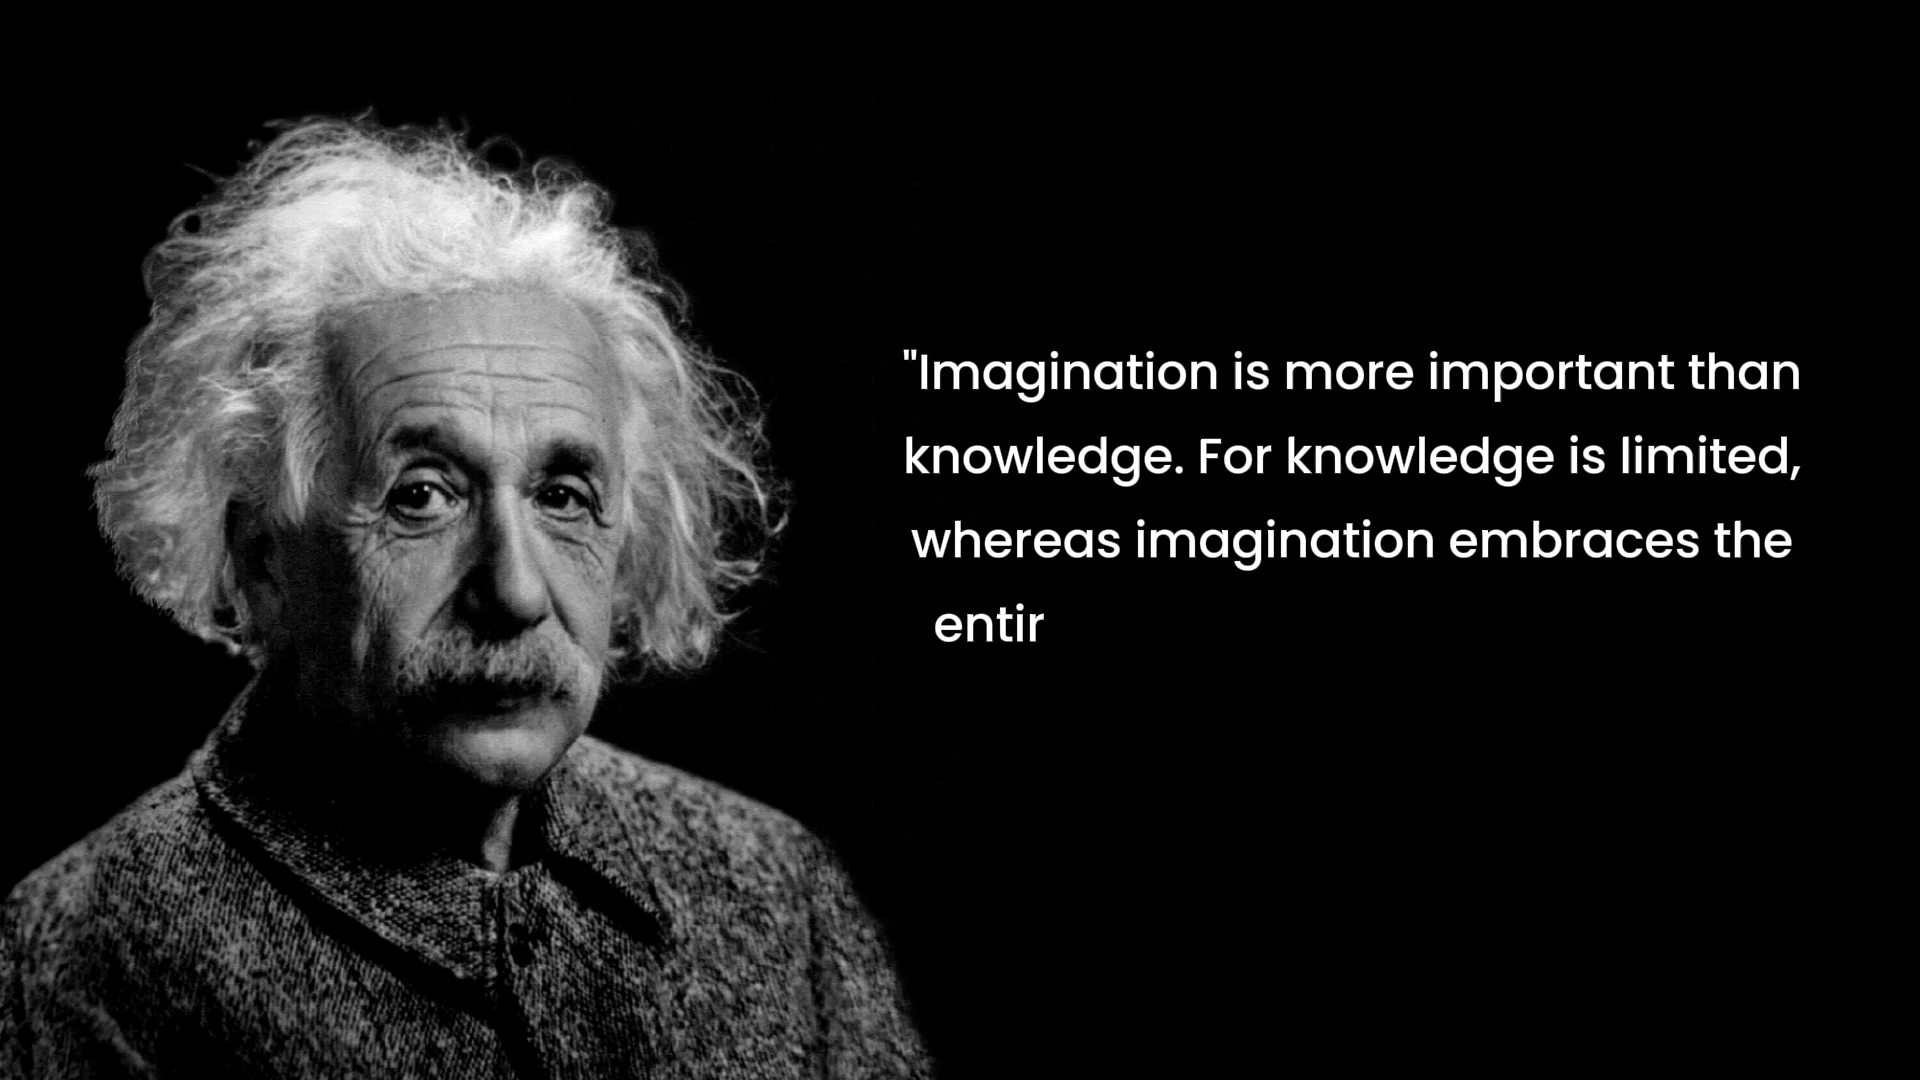 "Imagination is more important than
knowledge. For knowledge is limited,
whereas imagination embraces the
entir